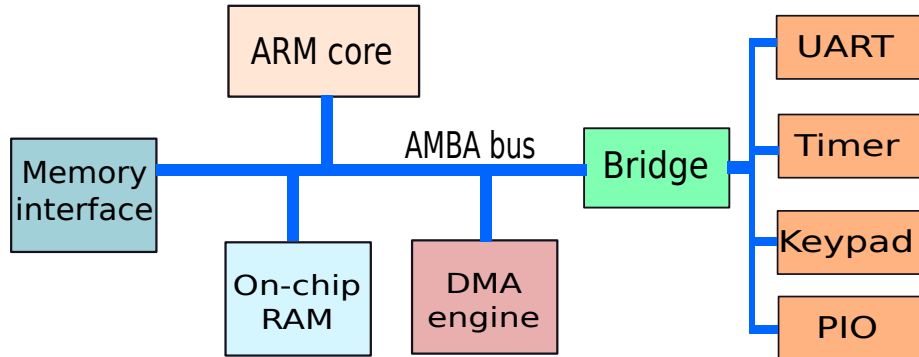 ARM core
UART
AMBA bus
Timer
Memory
interface
Bridge
Keypad
On-chip
RAM
DMA
engine
PIO